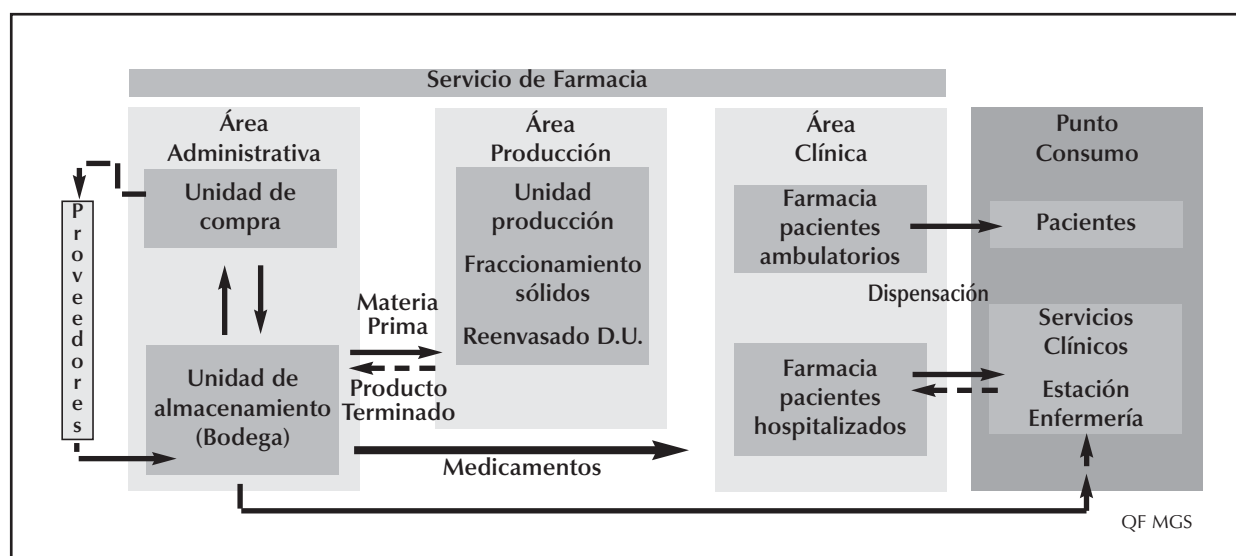 Servicio de Farmacia
Área
Administrativa
Unidad de
compra
Proveedores
Unidad de
almacenamiento
(Bodega)
Materia
Prima
Producto
Terminado
Medicamentos
Área
Producción
Unidad
producción
Fraccionamiento
sólidos
Reenvasado D.U.
Área
Clínica
Farmacia
pacientes
ambulatorios
Dispensación
Farmacia
pacientes
hospitalizados
Punto
Consumo
Pacientes
Servicios
Clínicos
Estación
Enfermería
QF MGS